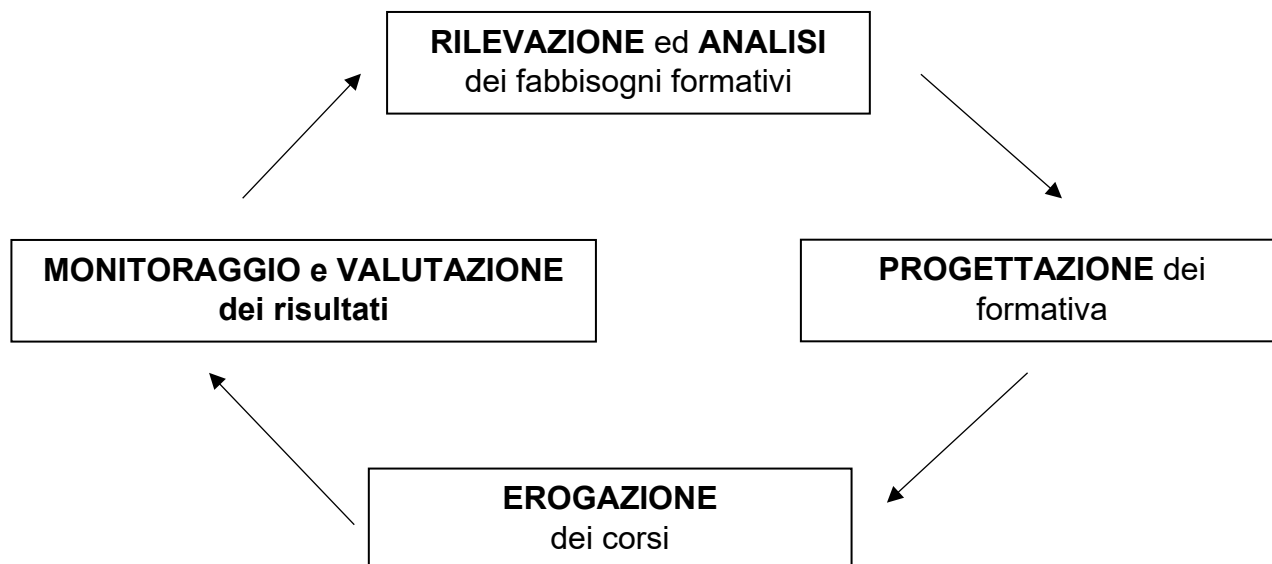 RILEVAZIONE ed ANALISI
dei fabbisogni formativi
MONITORAGGIO e VALUTAZIONE
dei risultati
PROGETTAZIONE dei
formativa
EROGAZIONE
dei corsi